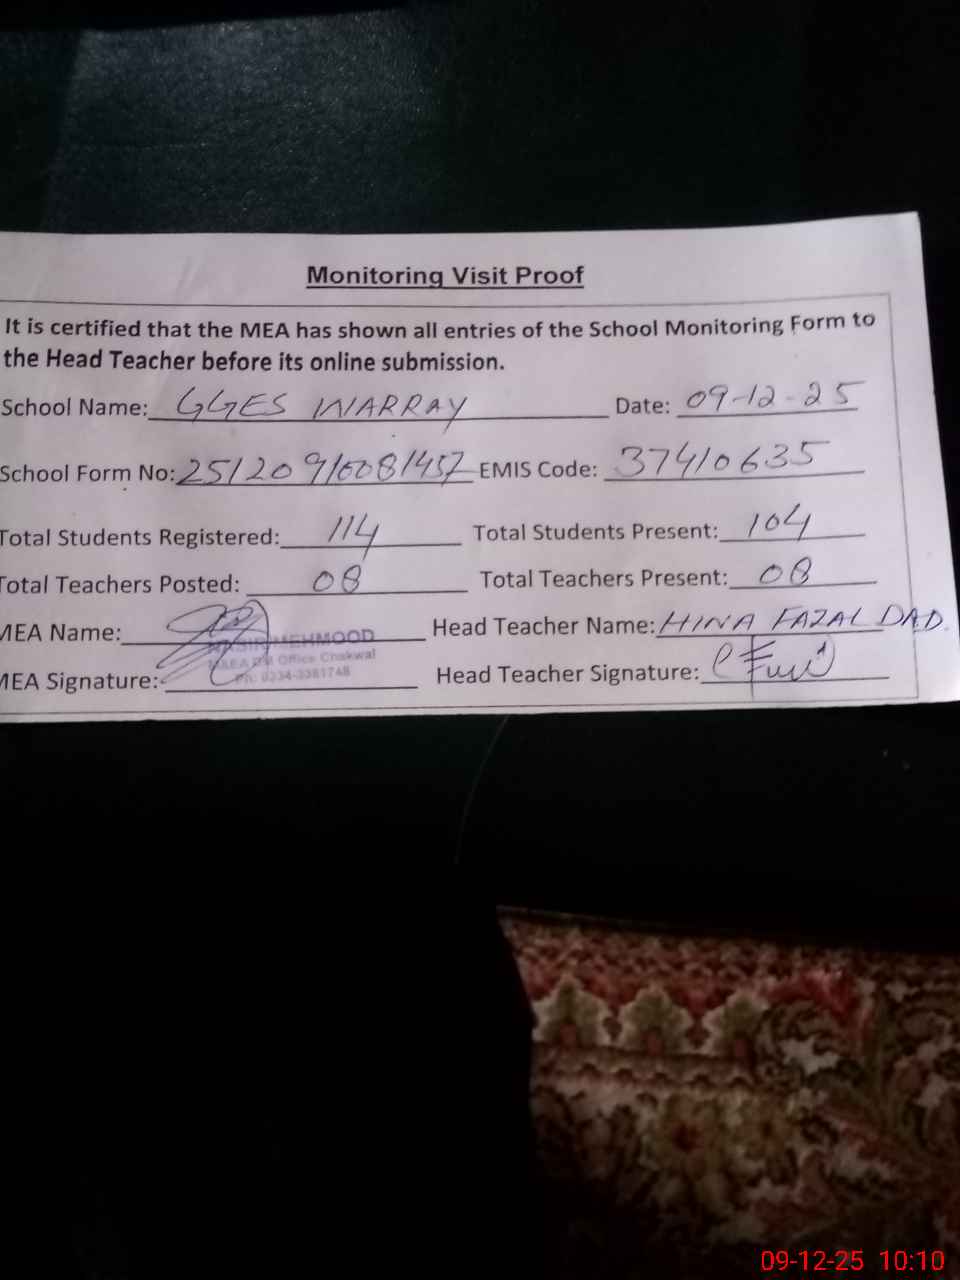 Monitoring Visit Proof
It is certified that the MEA has shown all entries of the School Monitoring Form to
the Head Teacher before its online submission.
School Name: GGES WARRAY Date: 09-12-25
School Form No: 251209160081457 EMIS Code: 37410635
Total Students Registered: 114 Total Students Present: 104
Total Teachers Posted: 08 Total Teachers Present: 08
MEA Name: Head Teacher Name: HINA FAZAL DAD
NASIR MEHMOOD
Office Chakwal
MEA Signature: Head Teacher Signature:
09-12-25 10:10